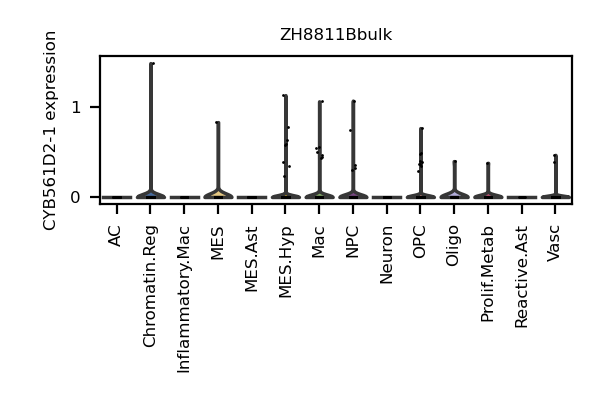 ZH8811Bbulk
CYB561D2-1 expression
1
0
AC
Chromatin.Reg
Inflammatory.Mac
MES
MES.Ast
MES.Hyp
Mac
NPC
Neuron
OPC
Oligo
Prolif.Metab
Reactive.Ast
Vasc